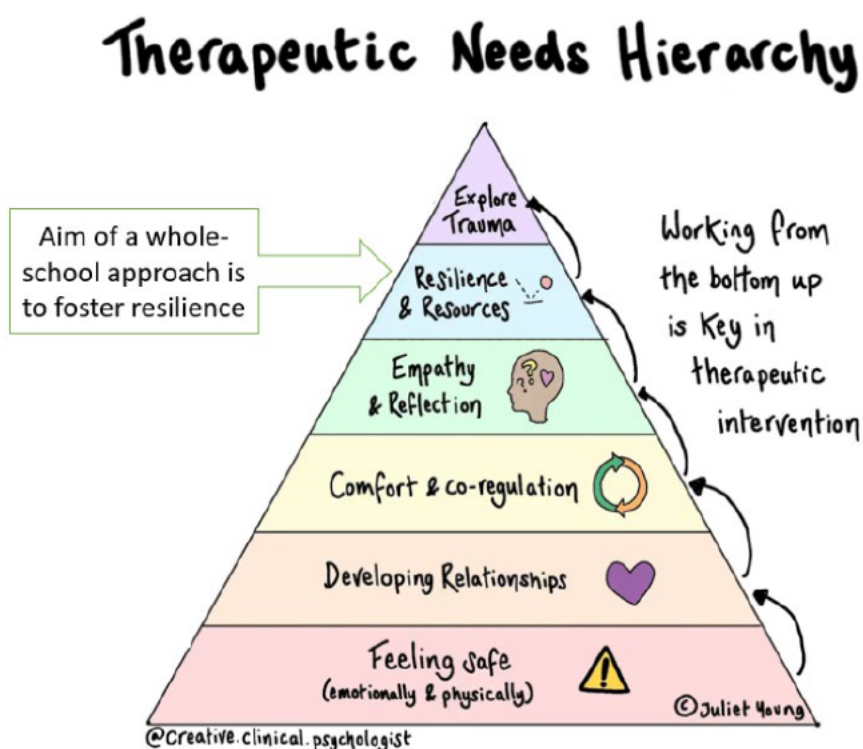 Therapeutic Needs Hierarchy
Aim of a whole-
school approach is
to foster resilience
Explore
Trauma
Resilience
& Resources
Empathy
& Reflection
Comfort & co-regulation
Developing Relationships
Feeling safe
(emotionally & physically)
Working from
the bottom up
is key in
therapeutic
intervention
© Juliet Young
@creative.clinical.psychologist